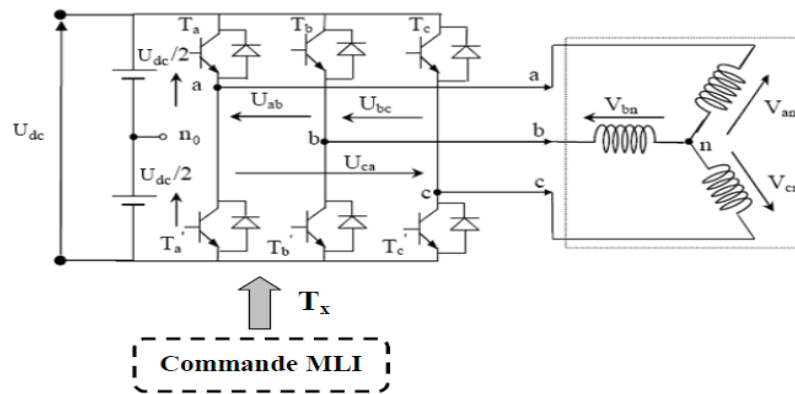 Ta Tb Tc
Udc/2
a
a
Uab
Ubc
Vbn
Van
Udc
n0
b
b
n
Uca
Udc/2
c
c
Ta' Tb' Tc'
Tx
Commande MLI